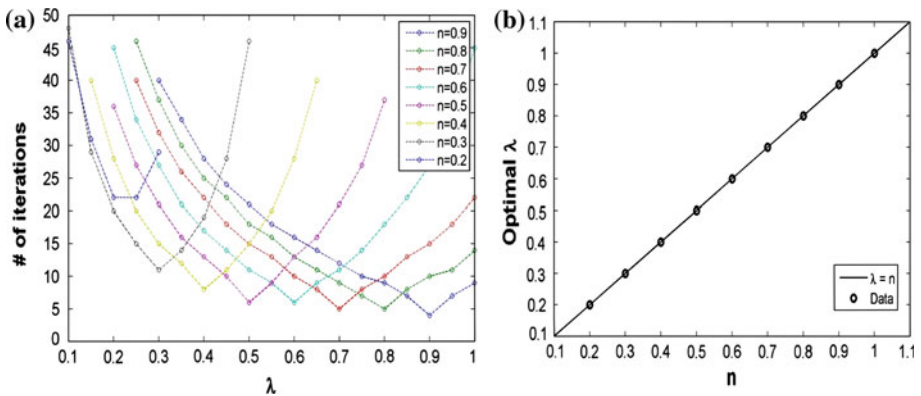 (a)
# of iterctions
50
45
40
35
30
25
20
15
10
5
0
0.1 0.2 0.3 0.4 0.5 0.6 0.7 0.8 0.9 1
λ
n=0.9
n=0.8
n=0.7
n=0.6
n=0.5
n=0.4
n=0.3
n=0.2
(b)
Optimal λ
1.1
1
0.9
0.8
0.7
0.6
0.5
0.4
0.3
0.2
0.1
0.1 0.2 0.3 0.4 0.5 0.6 0.7 0.8 0.9 1 1.1
n
λ = n
Data